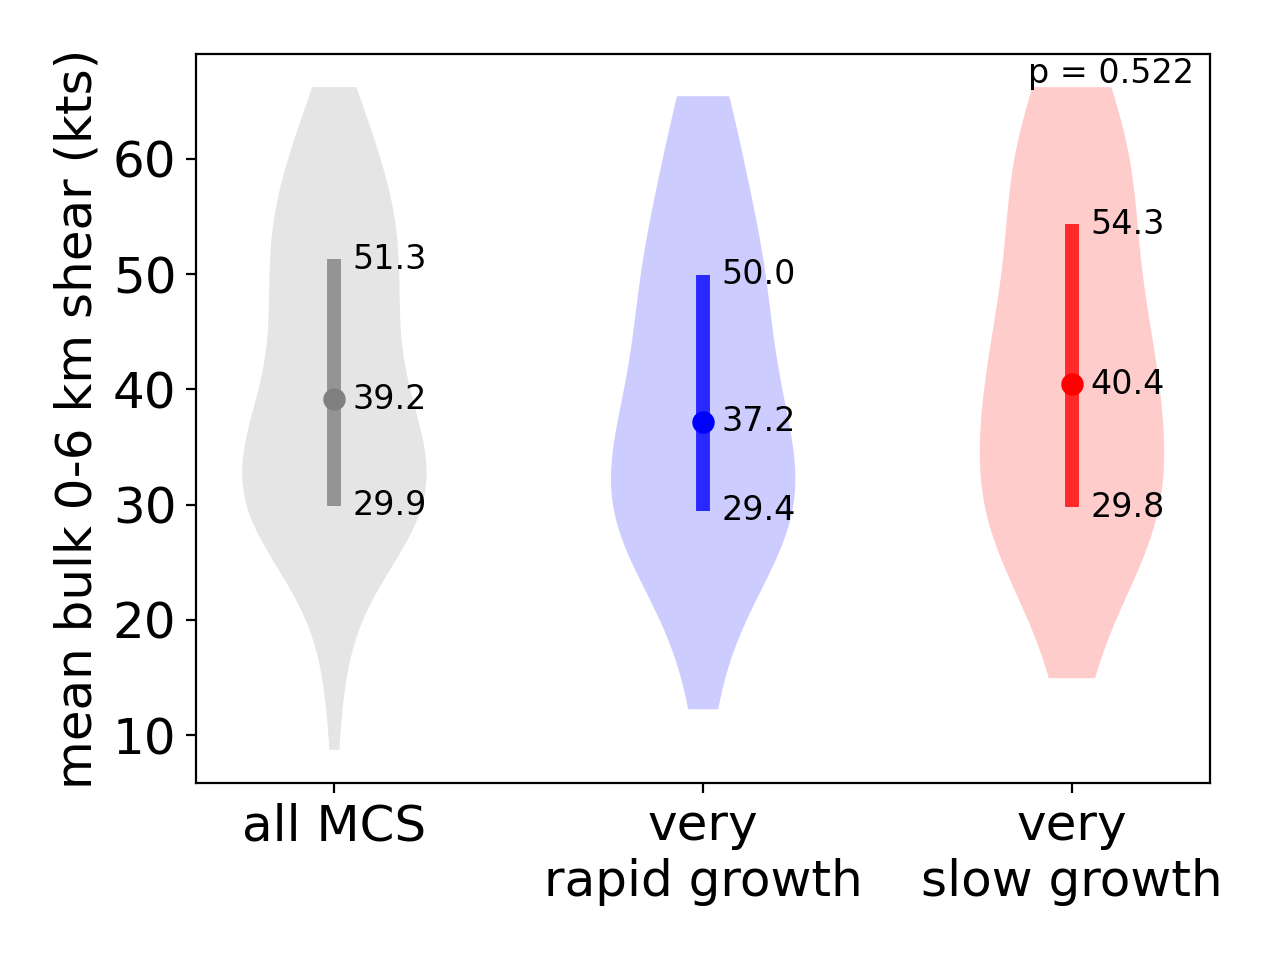 mean bulk 0-6 km shear (kts)
60
50
40
30
20
10
p = 0.522
51.3
39.2
29.9
50.0
37.2
29.4
54.3
40.4
29.8
all MCS
very
rapid growth
very
slow growth